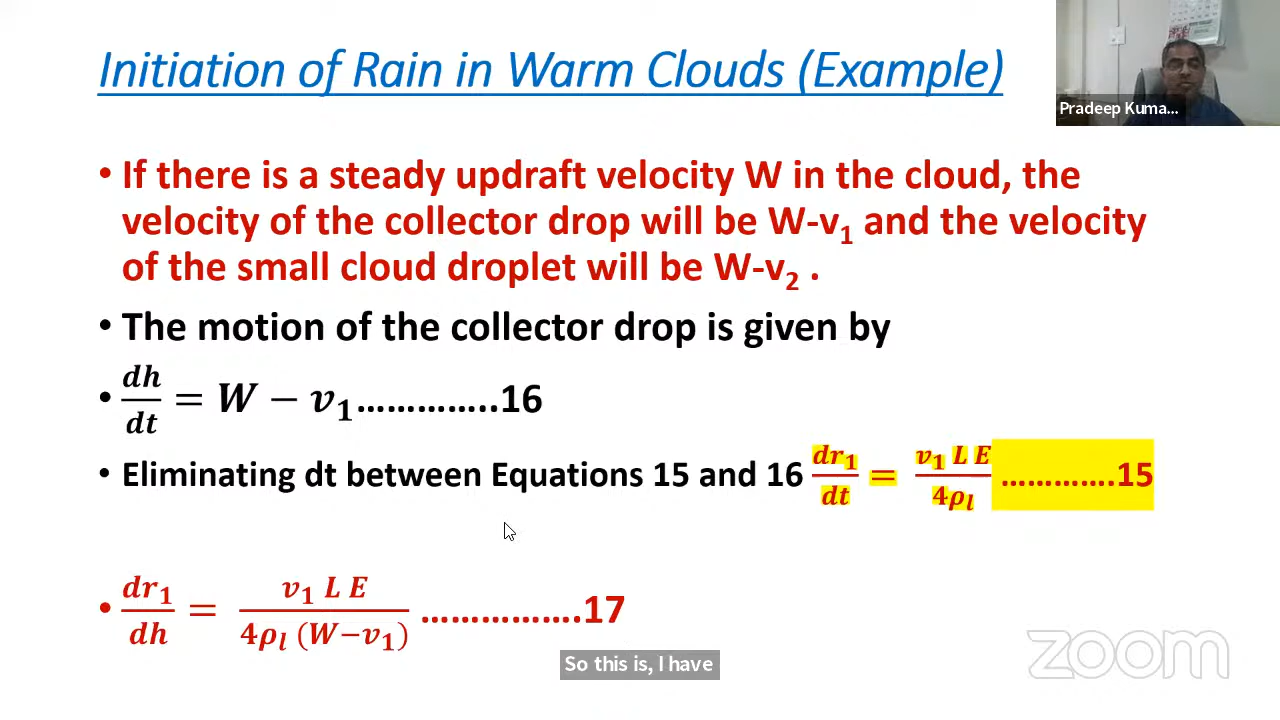 Initiation of Rain in Warm Clouds (Example)
Pradeep Kuma...
• If there is a steady updraft velocity W in the cloud, the
velocity of the collector drop will be W-v₁ and the velocity
of the small cloud droplet will be W-v₂ .
• The motion of the collector drop is given by
• dh/dt = W − v₁…………..16
• Eliminating dt between Equations 15 and 16 dr₁/dt = v₁ L E/4ρₗ ………….15
• dr₁/dh = v₁ L E/4ρₗ (W−v₁) …………….17
So this is, I have
zoom